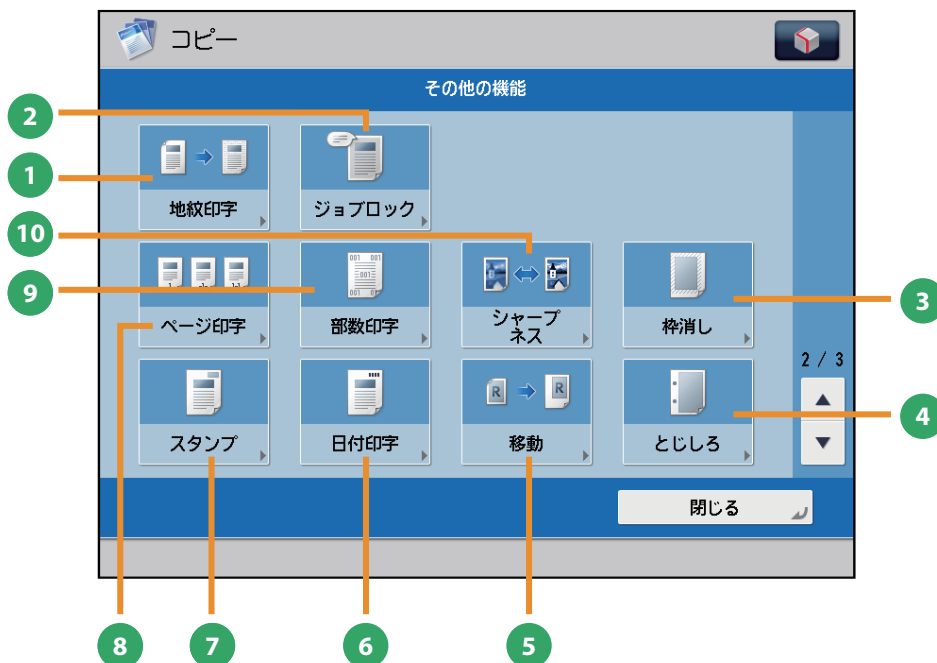 コピー
その他の機能
2
1
地紋印字
ジョブロック
10
9
ページ印字
部数印字
シャープ
ネス
枠消し
3
2 / 3
スタンプ
日付印字
移動
とじしろ
4
閉じる
8
7
6
5